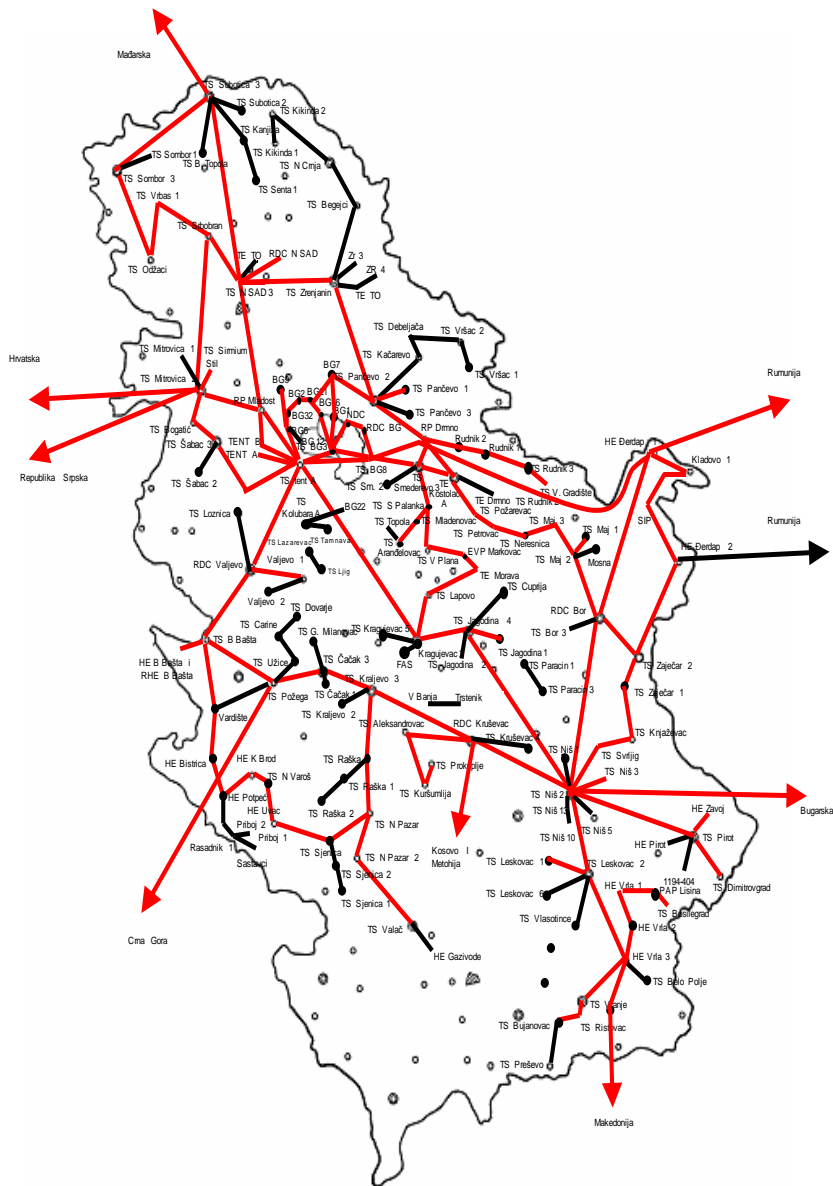 Mađarska
TS Subotica 3
TS Subotica 2
TS Kikinda 2
TS Kanjiža
TS Sombor 1
TS B. Topola
TS Kikinda 1
TS Sombor 3
TS N Crnja
TS Senta 1
TS Vrbas 1
TS Begejci
TS Srbobran
TE TO
RDC N SAD
Zr 3
ZR 4
TS Odžaci
TS N SAD 3
TS Zrenjanin
TE TO
TS Debeljača
TS Vršac 2
TS Mitrovica 1
TS Sirmium
Stil
TS Kačarevo
Hrvatska
BG7
TS Pančevo 2
TS Vršac 1
Rumunija
TS Mitrovica 2
BG9
TS Pančevo 1
RP Mladost
BG2
BG32
BG1
NDC
TS Pančevo 3
RDC BG
TS Bogatić
BG5
RP Drmno
TS Šabac 3
TENT B
TENT A
TS BG3
Rudnik 2
Rudnik 1
HE Đerdap
Kladovo 1
Republika Srpska
TS Šabac 2
TS tent A
TS BG8
TS Sm. 2
TS Smederevo 3
TE Drmno
TS Rudnik 3
TS V. Gradište
TS Rudnik 2
TE Kostolac A
TS Požarevac
TS Loznica
TS Kolubara A
BG22
TS S Palanka
TS Topola
TS Mladenovac
TS Petrovac
TS Maj 3
TS Maj 1
SIP
Rumunija
TS Lazarevac
TS Tamnava
TS Aranđelovac
TS Neresnica
HE Đerdap 2
RDC Valjevo
Valjevo 1
TS Ljig
TS V Plana
EVP Markovac
TS Maj 2
Mosna
Valjevo 2
TS Lapovo
TE Morava
TS Ćuprija
TS Dovarje
RDC Bor
TS Carine
TS G. Milanovac
TS Kragujevac 5
TS Jagodina 4
TS Bor 3
TS B Bašta
Kragujevac
TS Jagodina 1
HE B Bašta i
RHE B Bašta
TS Užice
TS Čačak 3
FAS
TS Jagodina 2
TS Paracin 1
TS Zaječar 2
TS Požega
TS Čačak 1
TS Kraljevo 3
TS Paracin 3
TS Zaječar 1
TS Kraljevo 2
V Banja
Trstenik
Vardište
TS Aleksandrovac
RDC Kruševac
TS Kruševac 1
TS Knjaževac
HE Bistrica
HE K Brod
TS Raška
TS Niš 1
TS Svrljig
TS N Varoš
TS Prokuplje
TS Niš 3
HE Potpeć
TS Raška 1
TS Kuršumlija
TS Niš 2
Bugarska
HE Uvac
TS Raška 2
TS Niš 13
HE Zavoj
Priboj 2
Priboj 1
TS N Pazar
TS Niš 10
TS Niš 5
HE Pirot
TS Pirot
Rasadnik 1
Sastavci
TS Sjenica
TS N Pazar 2
Kosovo I
Metohija
TS Leskovac 1
TS Leskovac 2
TS Sjenica 2
1194-404
TS Dimitrovgrad
TS Sjenica 1
TS Leskovac 6
HE Vrla 1
PAP Lisina
TS Vlasotince
TS Bosilegrad
Crna Gora
TS Valač
HE Vrla 2
HE Gazivode
HE Vrla 3
TS Belo Polje
TS Vranje
TS Bujanovac
TS Ristovac
TS Preševo
Makedonija